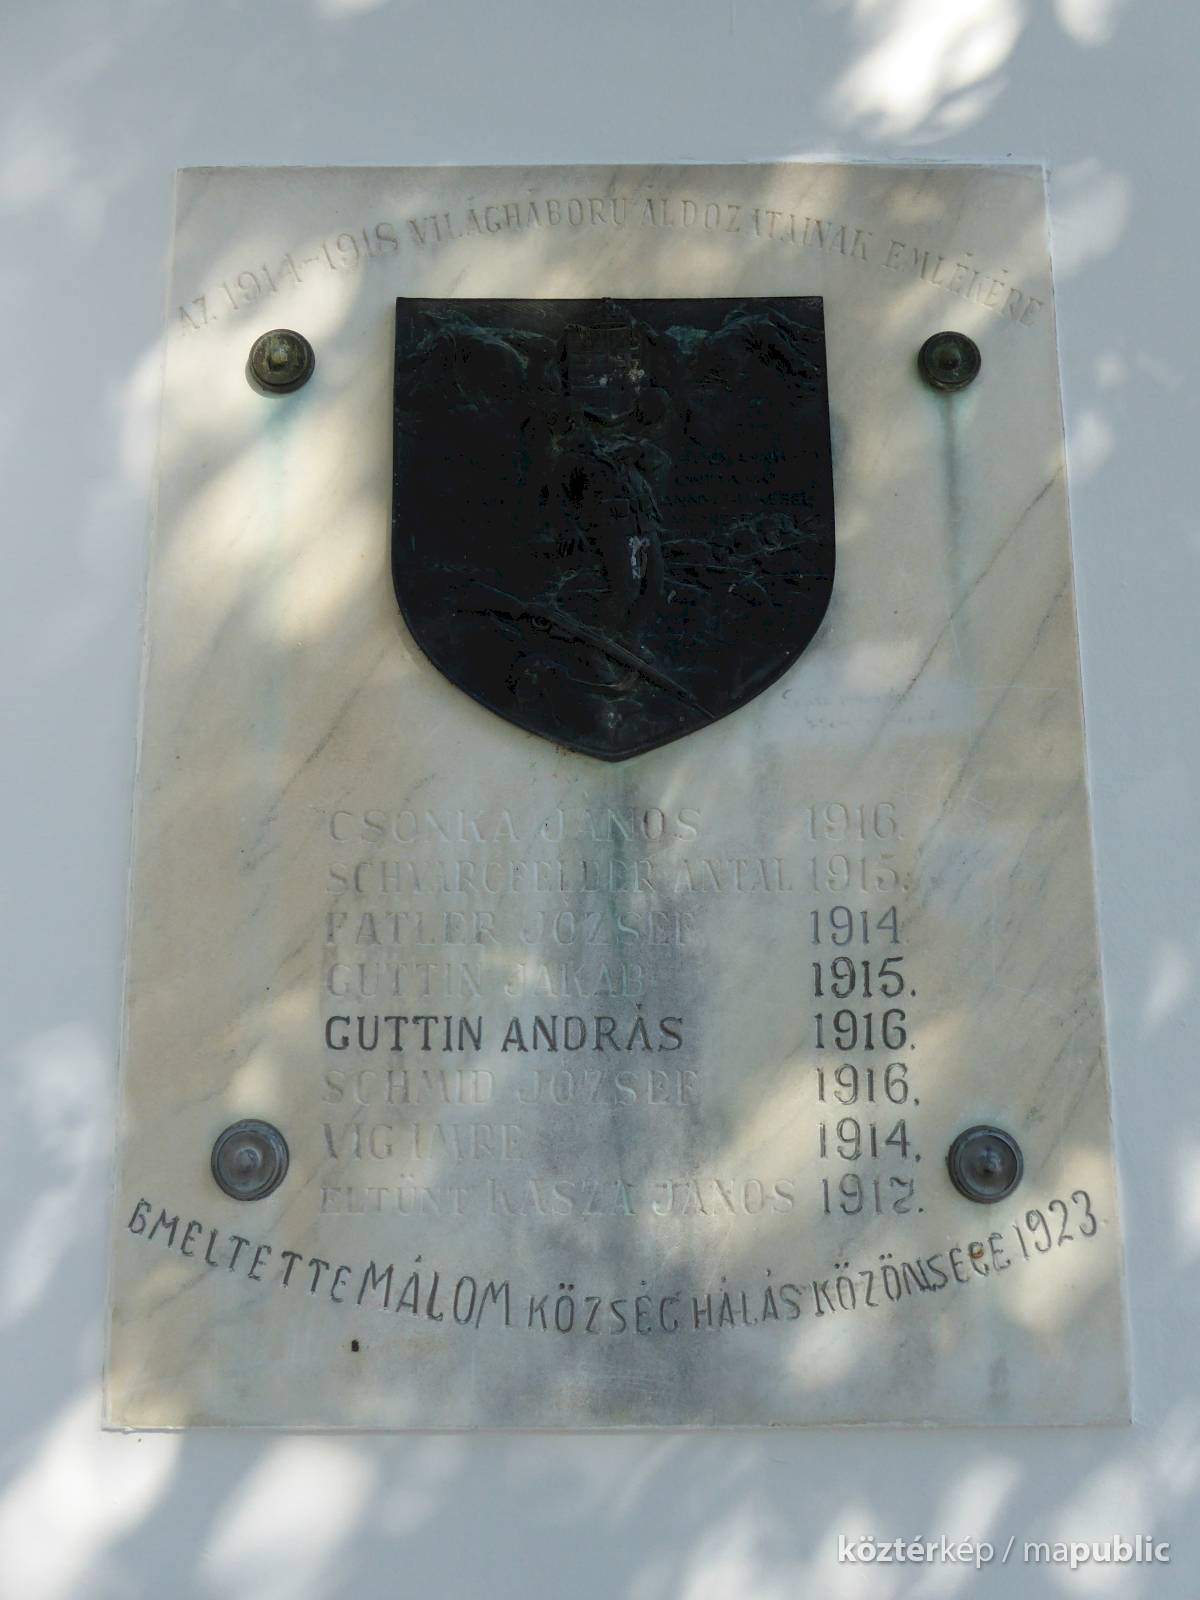 AZ 1914-1918 VILÁGHÁBORU ÁLDOZATAINAK EMLÉKÉRE
CSONKA JÁNOS 1916.
SCHVARCFELDER ANTAL 1915.
FATLER JÓZSEF 1914.
GUTTIN JAKAB 1915.
GUTTIN ANDRÁS 1916.
SCHMID JÓZSEF 1916.
VIG IMRE 1914.
ELTÜNT KASZA JÁNOS 1917.
EMELTETTE MÁLOM KÖZSÉG HÁLÁS KÖZÖNSEGE 1923.
köztérkép / mapublic